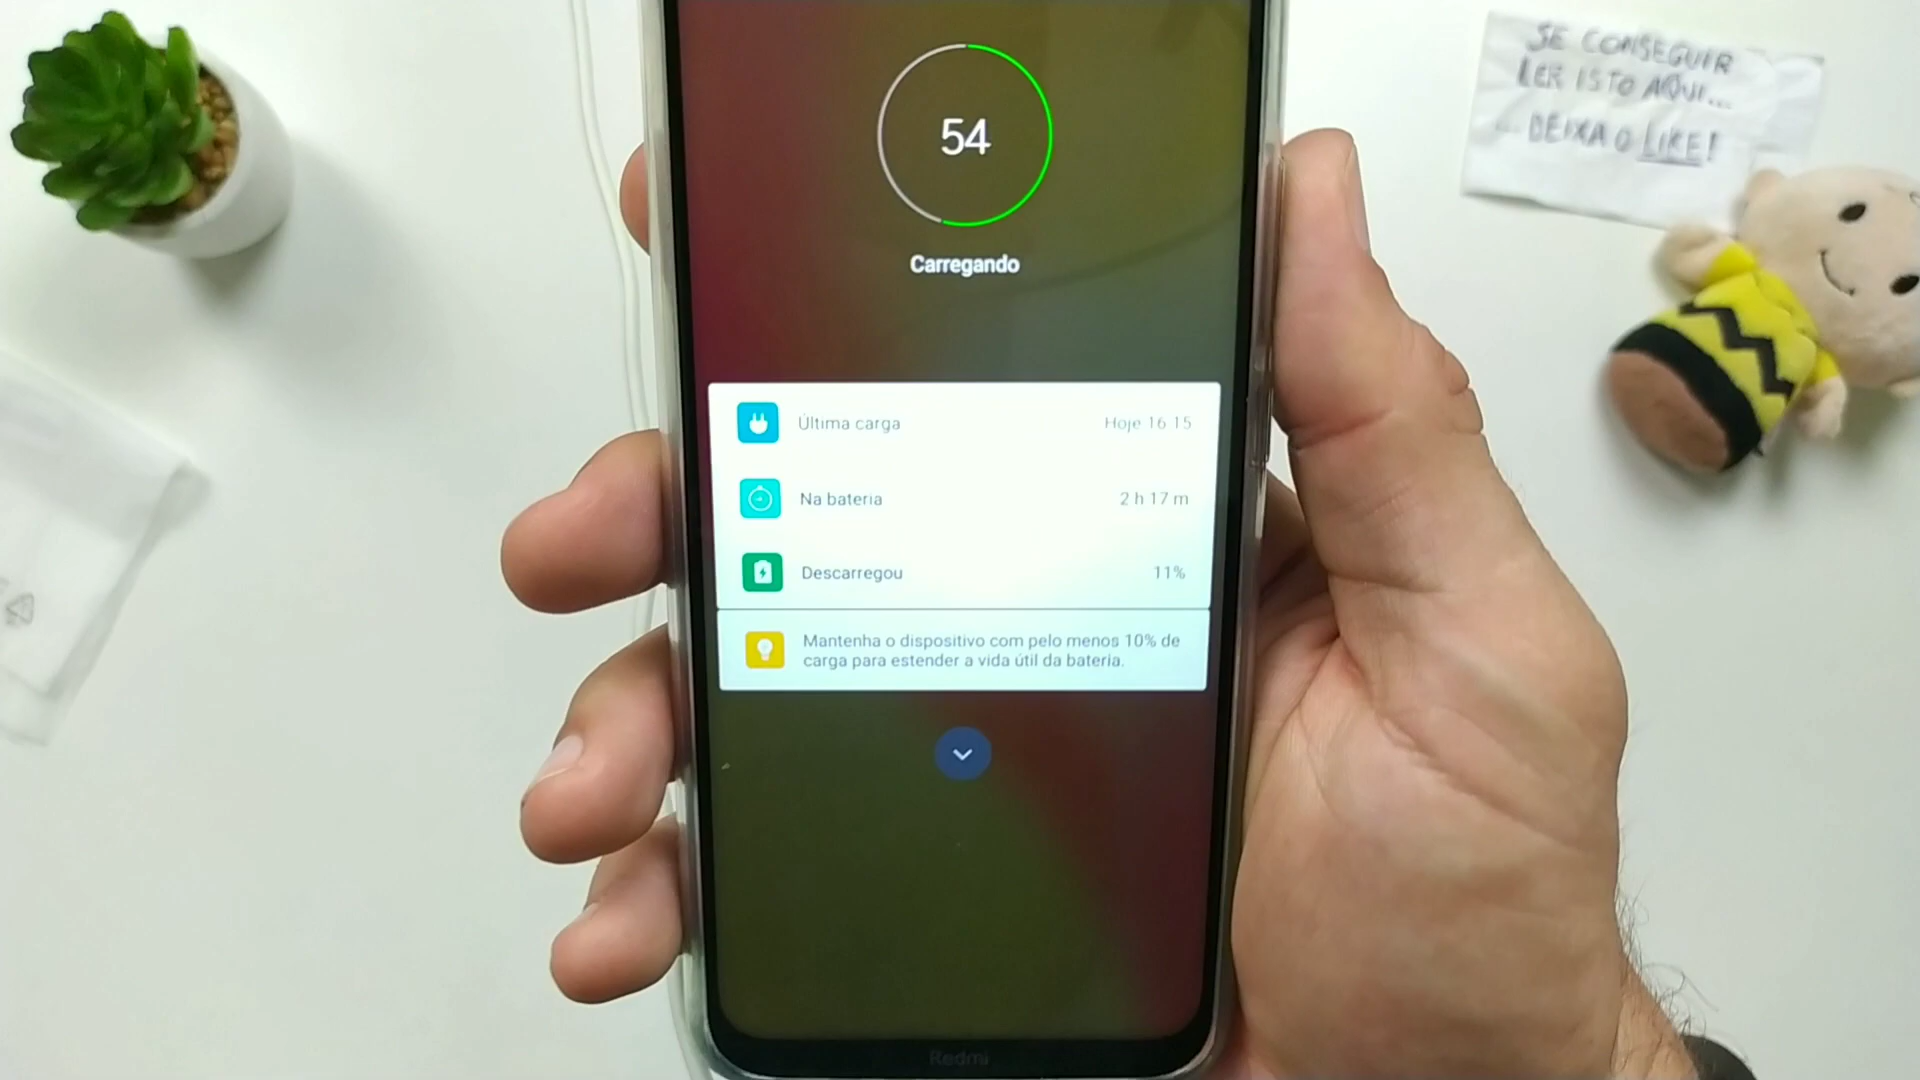 54
Carregando
Última carga Hoje 16:15
Na bateria 2 h 17 m
Descarregou 11%
Mantenha o dispositivo com pelo menos 10% de
carga para estender a vida útil da bateria.
Redmi
SE CONSEGUIR
LER ISTO AQUI...
DEIXA O LIKE!